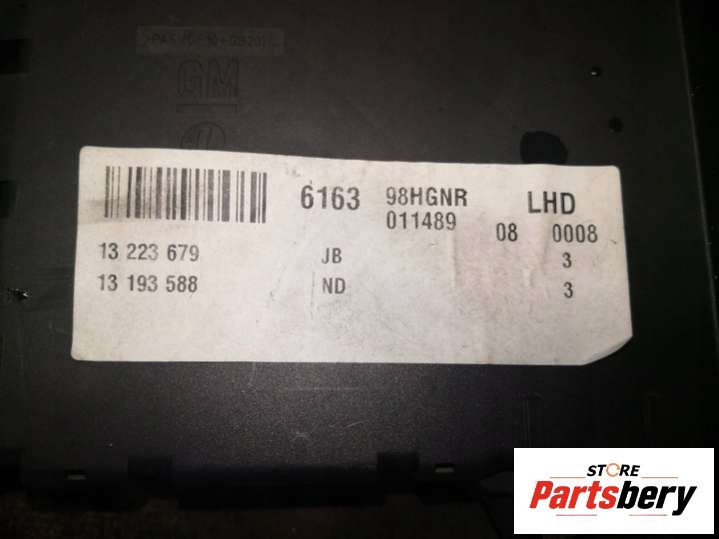 GM
6163 98HGNR LHD
011489 08 0008
13 223 679 JB 3
13 193 588 ND 3
STORE
Partsbery